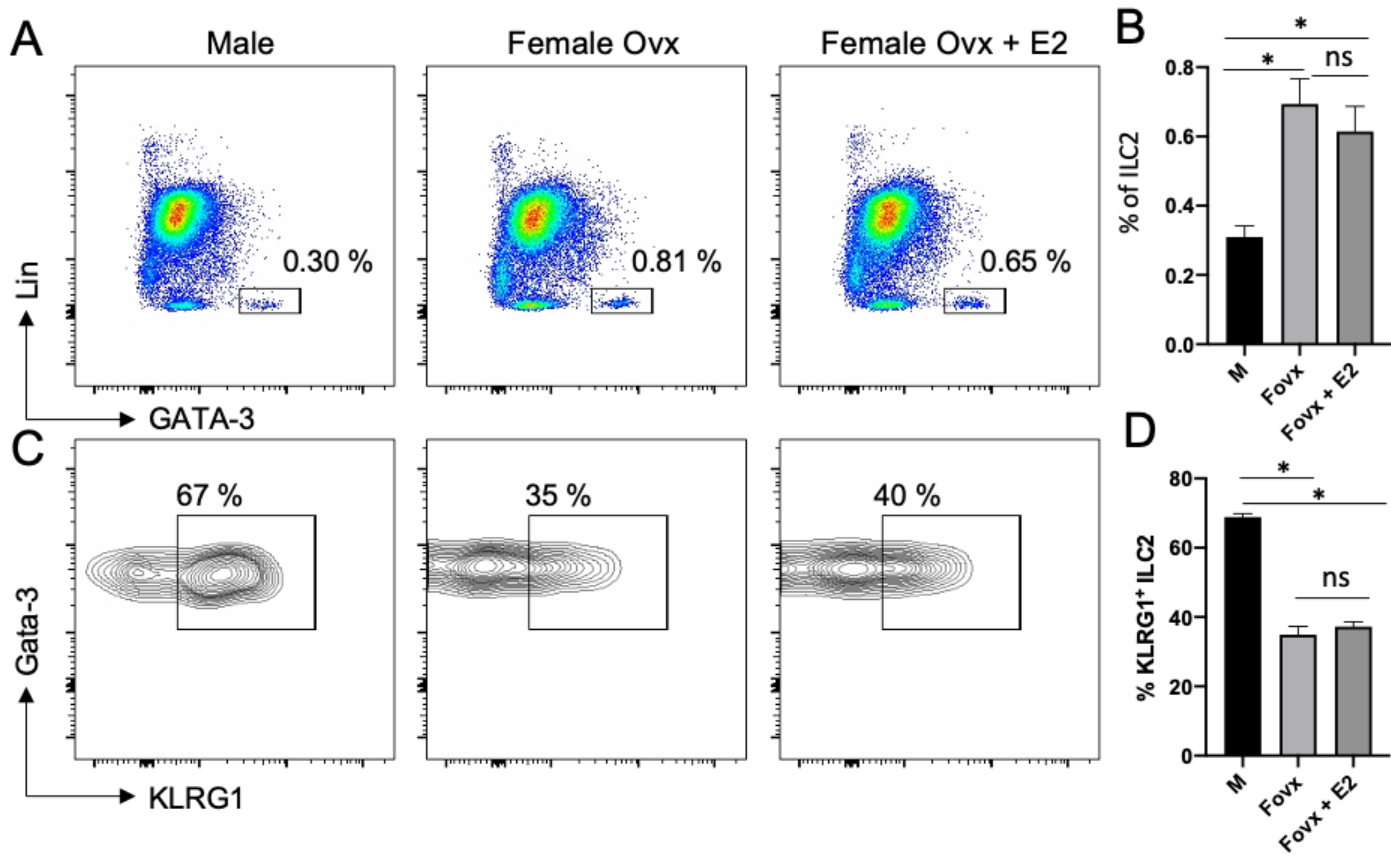 A
Male
Female Ovx
Female Ovx + E2
0.30 %
0.81 %
0.65 %
Lin
GATA-3
B
*
*
ns
% of ILC2
0.8
0.6
0.4
0.2
0.0
M
Fovx
Fovx + E2
C
67 %
35 %
40 %
Gata-3
KLRG1
D
*
*
ns
% KLRG1⁺ ILC2
80
60
40
20
0
M
Fovx
Fovx + E2